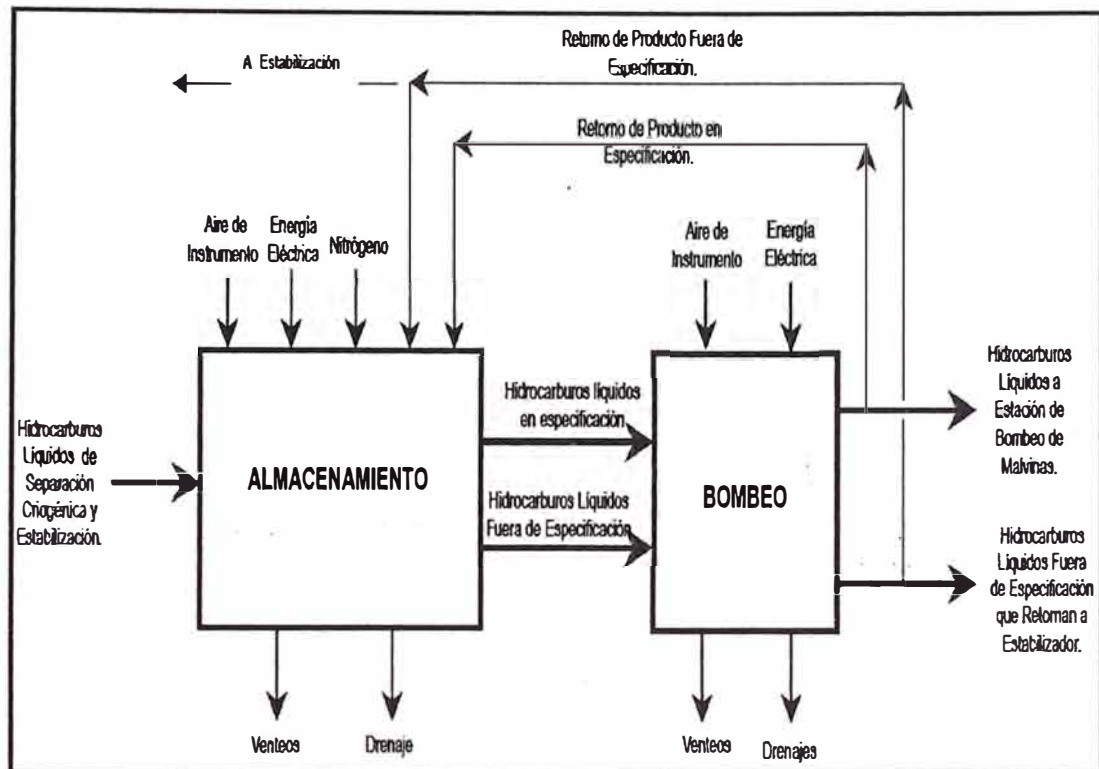 Retorno de Producto Fuera de
Especificación.
A Estabilización
Retorno de Producto en
Especificación.
Aire de
Instrumento
Energía
Eléctrica
Nitrógeno
Aire de
Instrumento
Energía
Eléctrica
Hidrocarburos
Líquidos de
Separación
Criogénica y
Estabilización.
ALMACENAMIENTO
Hidrocarburos líquidos
en especificación.
Hidrocarburos Líquidos
Fuera de Especificación.
BOMBEO
Hidrocarburos
Líquidos a
Estación de
Bombeo de
Malvinas.
Hidrocarburos
Líquidos Fuera
de Especificación
que Retornan a
Estabilizador.
Venteos
Drenaje
Venteos
Drenajes